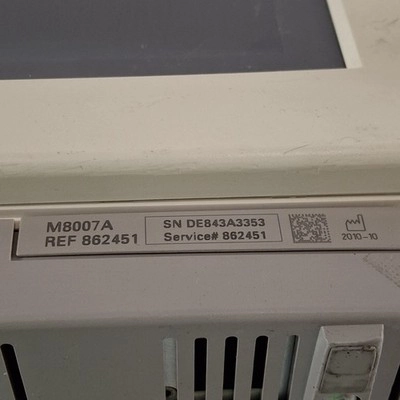 M8007A
REF 862451
SN DE843A3353
Service# 862451
2010-10